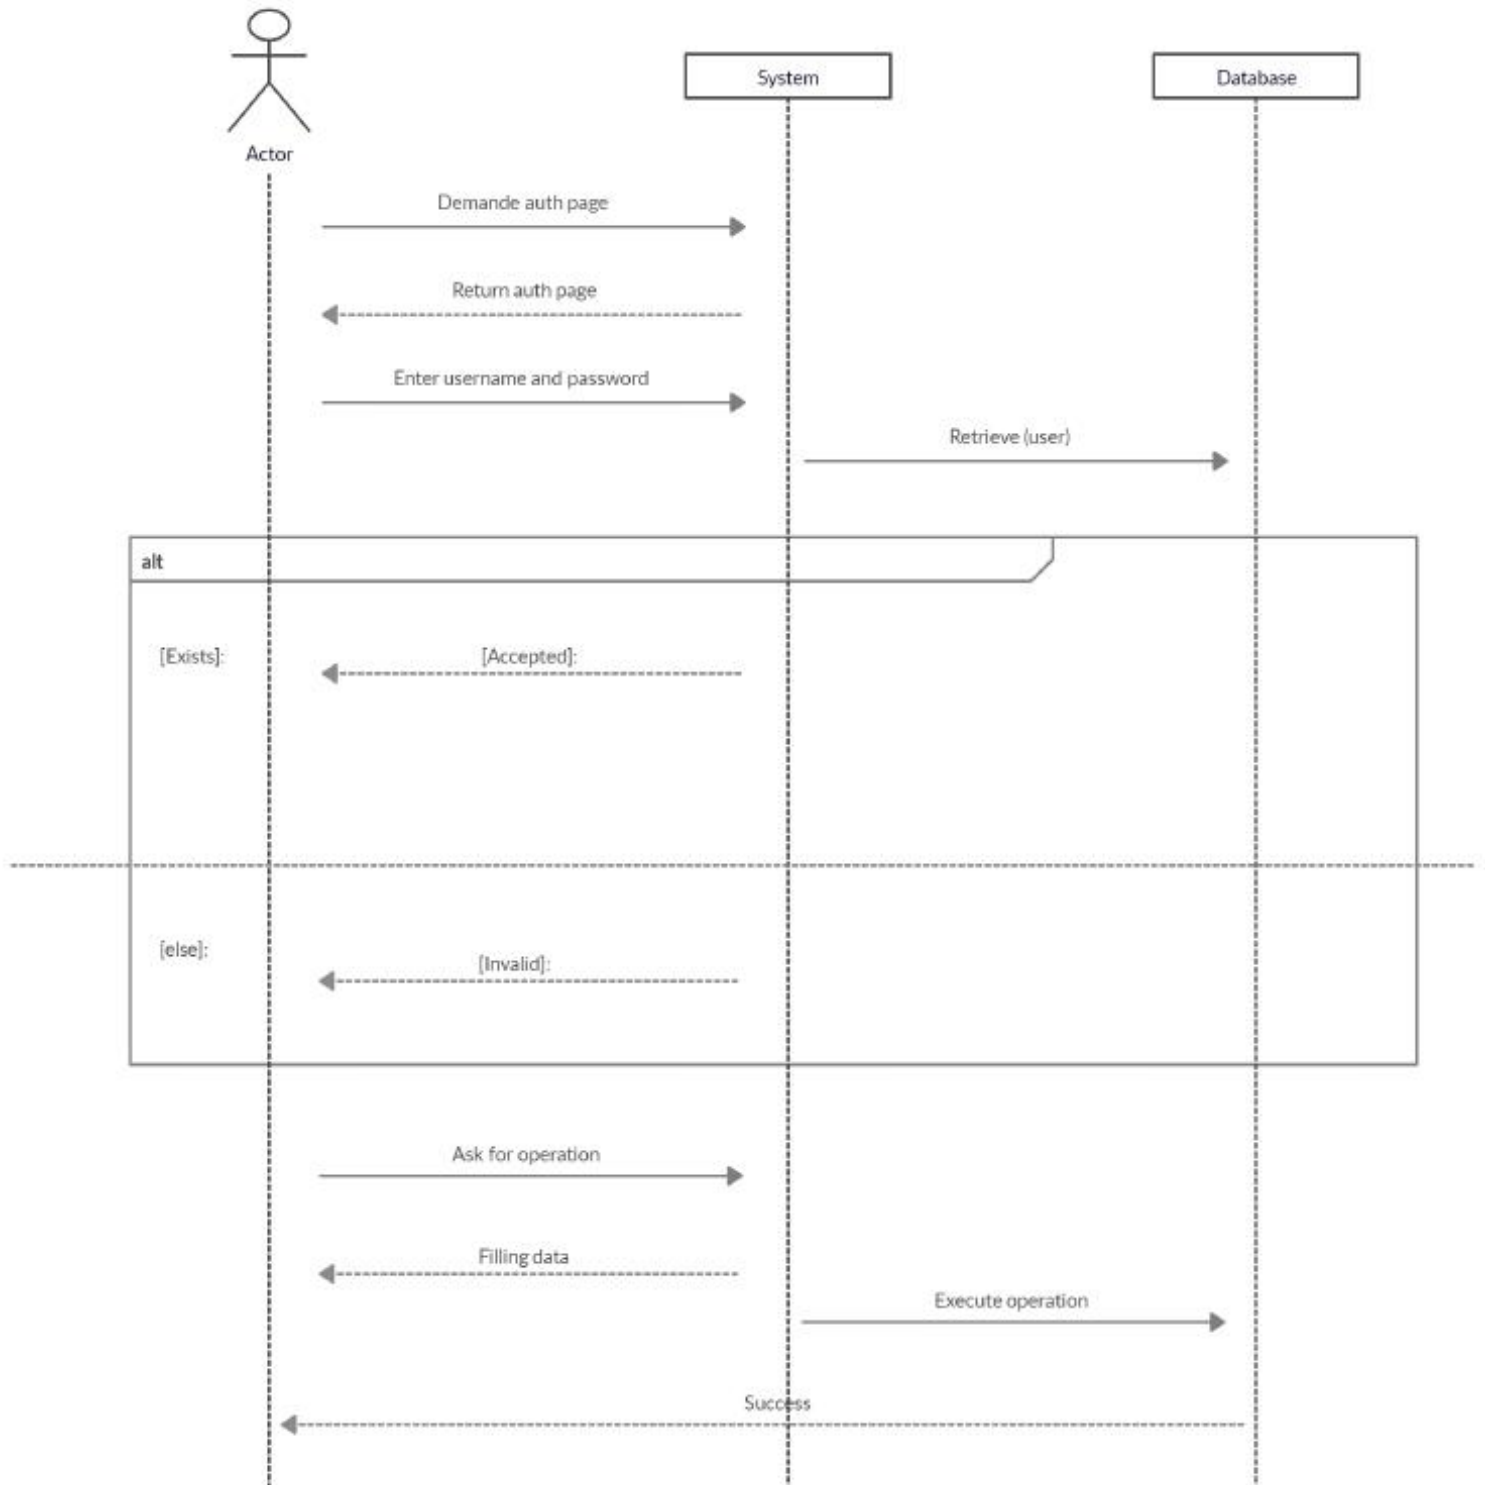 System
Database
Actor
Demande auth page
Return auth page
Enter username and password
Retrieve (user)
alt
[Exists]:
[Accepted]:
[else]:
[Invalid]:
Ask for operation
Filling data
Execute operation
Success